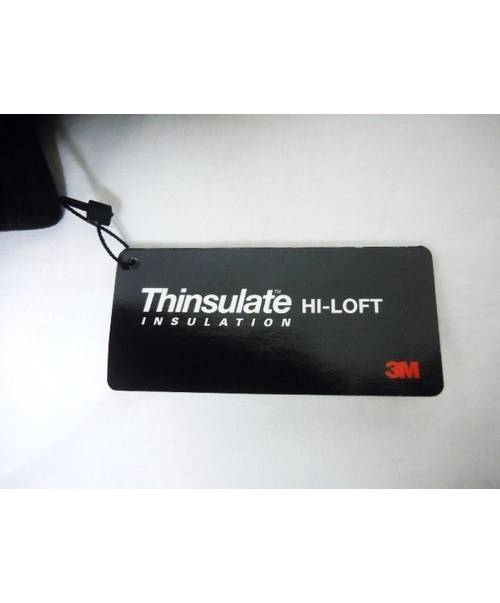 Thinsulate™ HI-LOFT
INSULATION
3M